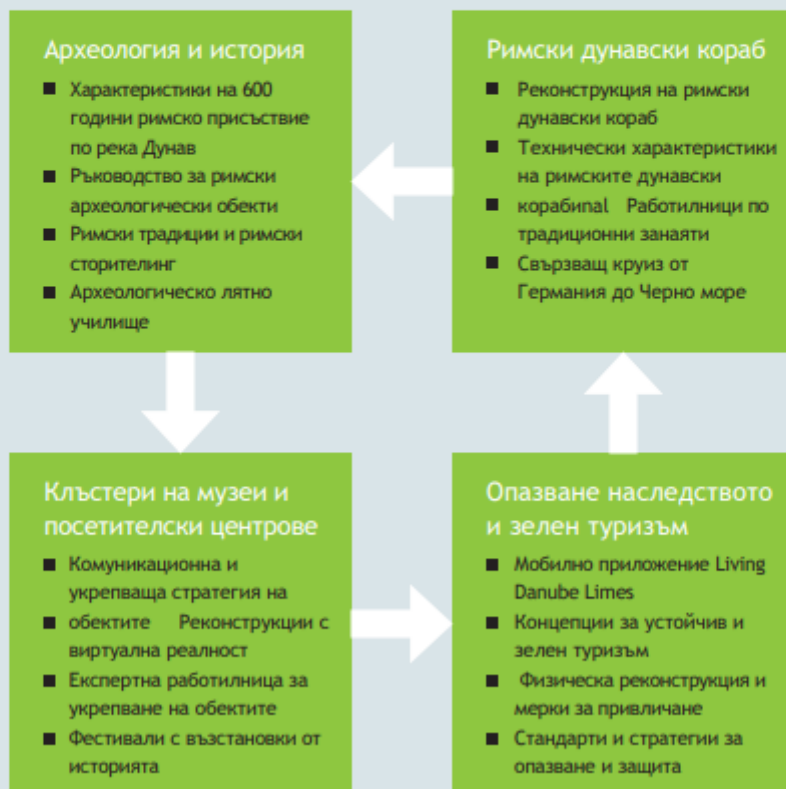 Археология и история
■ Характеристики на 600
години римско присъствие
по река Дунав
■ Ръководство за римски
археологически обекти
■ Римски традиции и римски
сторителинг
■ Археологическо лятно
училище
Римски дунавски кораб
■ Реконструкция на римски
дунавски кораб
■ Технически характеристики
на римските дунавски
■ корабиnal Работилници по
традиционни занаяти
■ Свързващ круиз от
Германия до Черно море
Клъстери на музеи и
посетителски центрове
■ Комуникационна и
укрепваща стратегия на
■ обектите Реконструкции с
виртуална реалност
■ Експертна работилница за
укрепване на обектите
■ Фестивали с възстановки от
историята
Опазване наследството
и зелен туризъм
■ Мобилно приложение Living
Danube Limes
■ Концепции за устойчив и
зелен туризъм
■ Физическа реконструкция и
мерки за привличане
■ Стандарти и стратегии за
опазване и защита